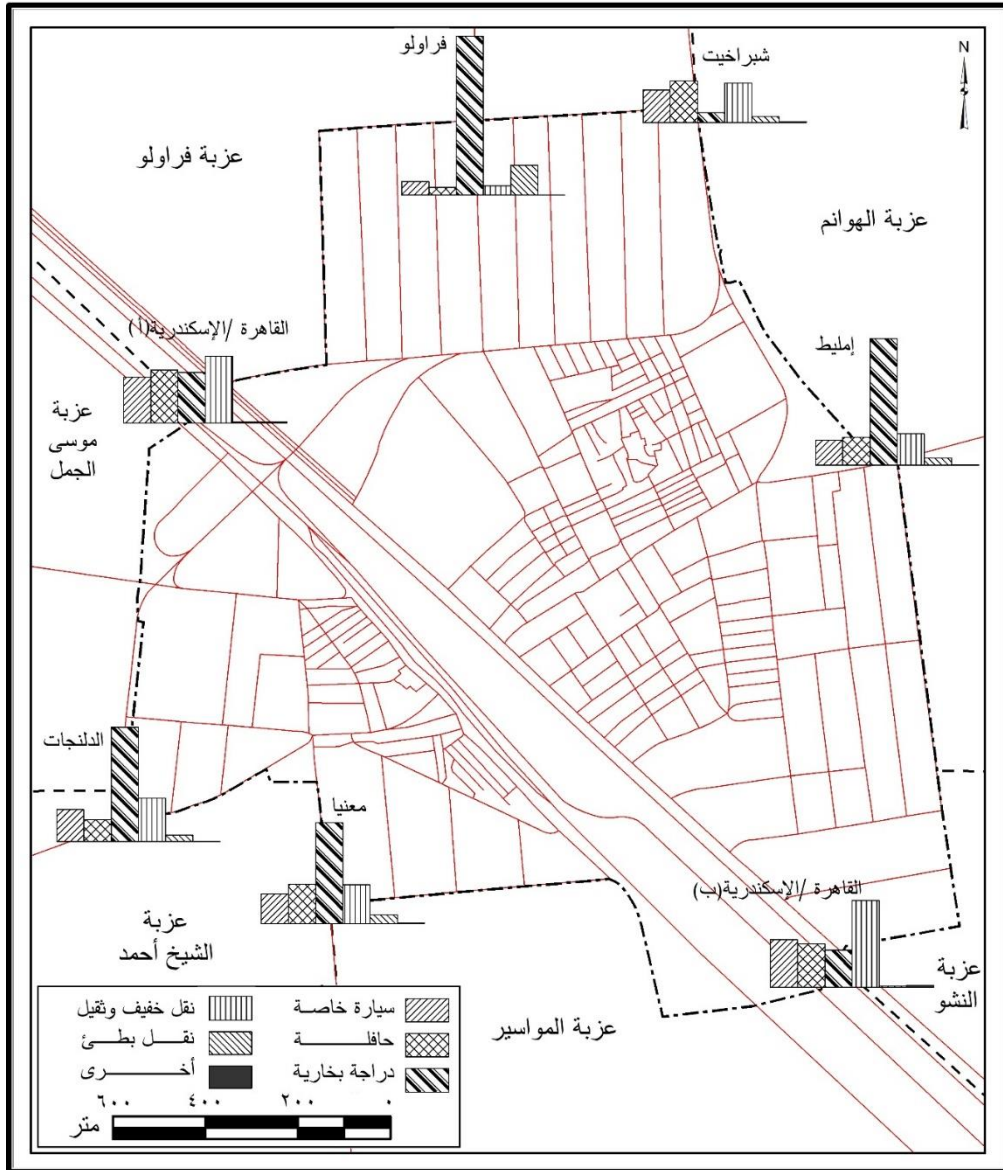 فراولو
شبراخيت
N
عزبة فراولو
عزبة الهوانم
القاهرة /الإسكندرية(أ)
إمليط
عزبة
موسى
الجمل
الدلنجات
معنيا
القاهرة /الإسكندرية(ب)
عزبة
الشيخ أحمد
عزبة
النشو
عزبة المواسير
سيارة خاصة
نقل خفيف وثقيل
حافلة
نقل بطئ
دراجة بخارية
أخرى
٦٠٠ ٤٠٠ ٢٠٠ ٠
متر